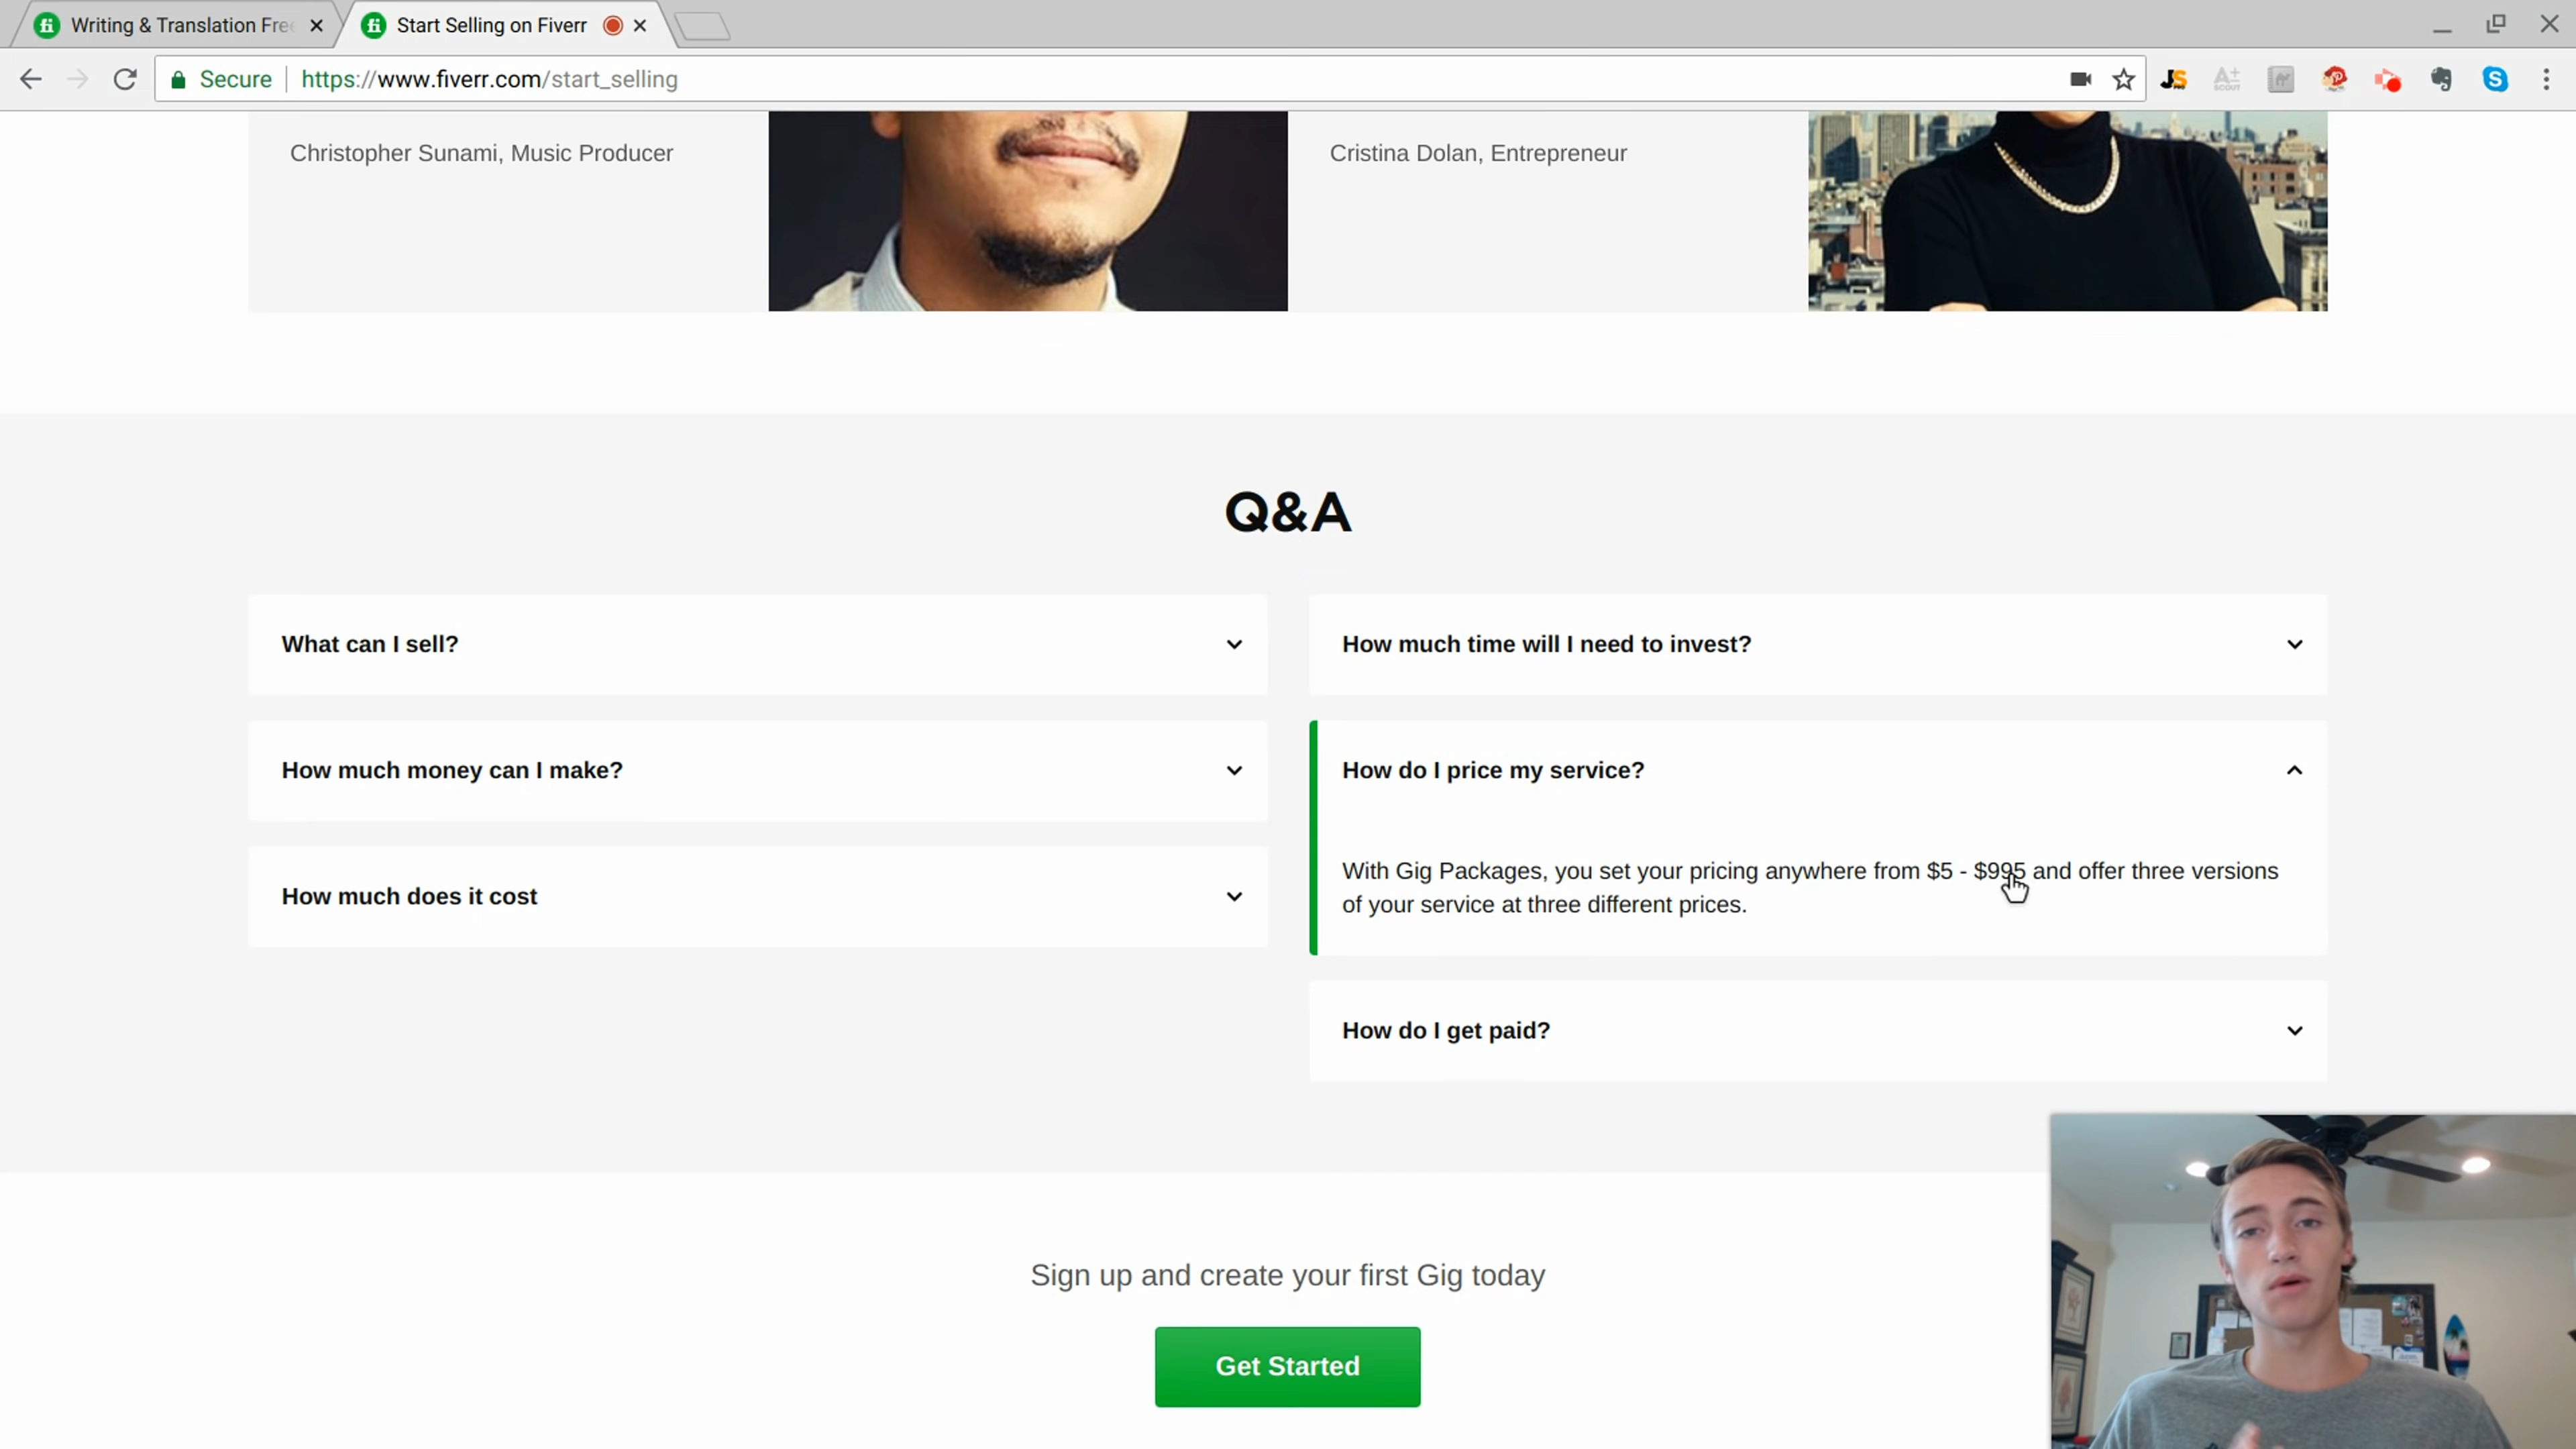 Writing & Translation Fre
Start Selling on Fiverr
Secure https://www.fiverr.com/start_selling
Christopher Sunami, Music Producer
Cristina Dolan, Entrepreneur
Q&A
What can I sell?
How much time will I need to invest?
How much money can I make?
How do I price my service?
With Gig Packages, you set your pricing anywhere from $5 - $995 and offer three versions
of your service at three different prices.
How much does it cost
How do I get paid?
Sign up and create your first Gig today
Get Started